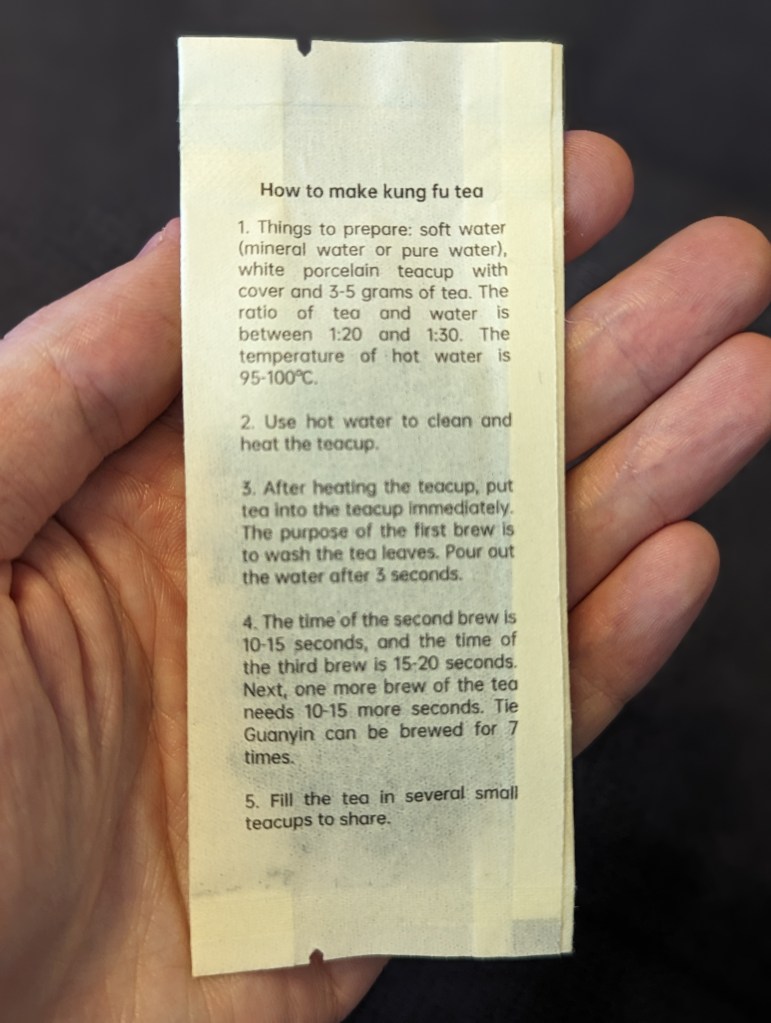 How to make kung fu tea
1. Things to prepare: soft water
(mineral water or pure water),
white porcelain teacup with
cover and 3-5 grams of tea. The
ratio of tea and water is
between 1:20 and 1:30. The
temperature of hot water is
95-100℃.
2. Use hot water to clean and
heat the teacup.
3. After heating the teacup, put
tea into the teacup immediately.
The purpose of the first brew is
to wash the tea leaves. Pour out
the water after 3 seconds.
4. The time of the second brew is
10-15 seconds, and the time of
the third brew is 15-20 seconds.
Next, one more brew of the tea
needs 10-15 more seconds. Tie
Guanyin can be brewed for 7
times.
5. Fill the tea in several small
teacups to share.